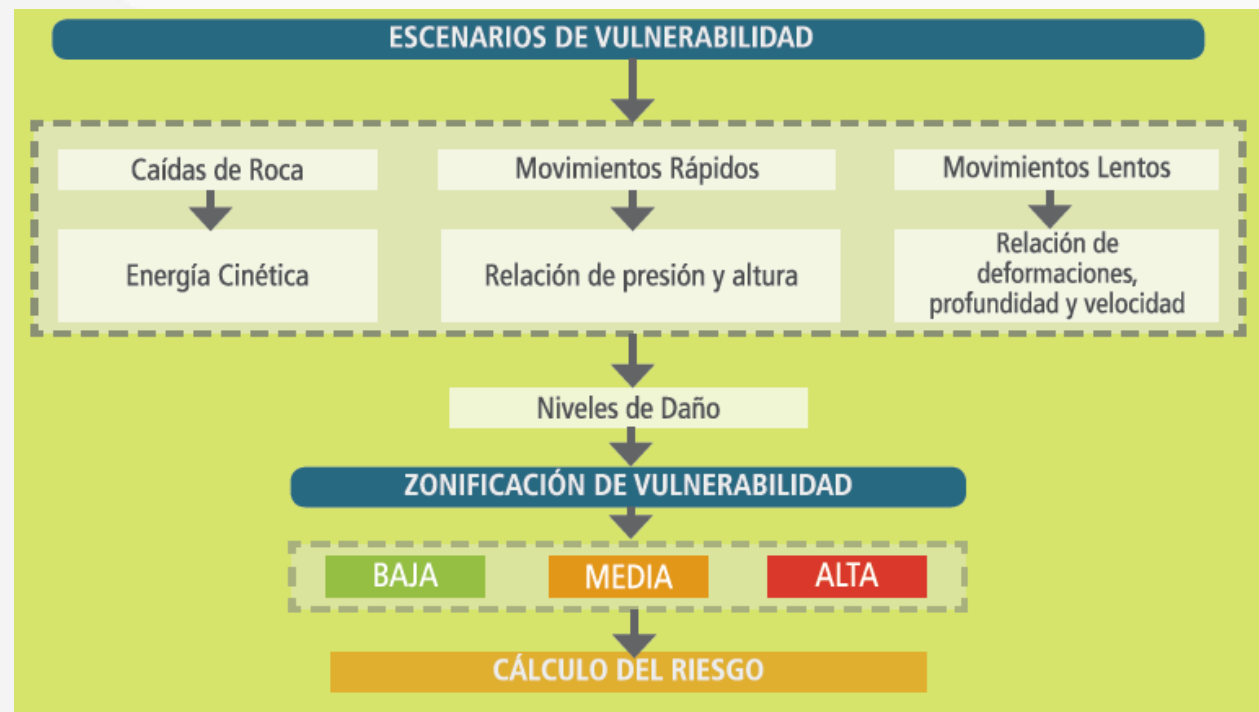 ESCENARIOS DE VULNERABILIDAD
Caídas de Roca
Movimientos Rápidos
Movimientos Lentos
Energía Cinética
Relación de presión y altura
Relación de
deformaciones,
profundidad y velocidad
Niveles de Daño
ZONIFICACIÓN DE VULNERABILIDAD
BAJA
MEDIA
ALTA
CÁLCULO DEL RIESGO